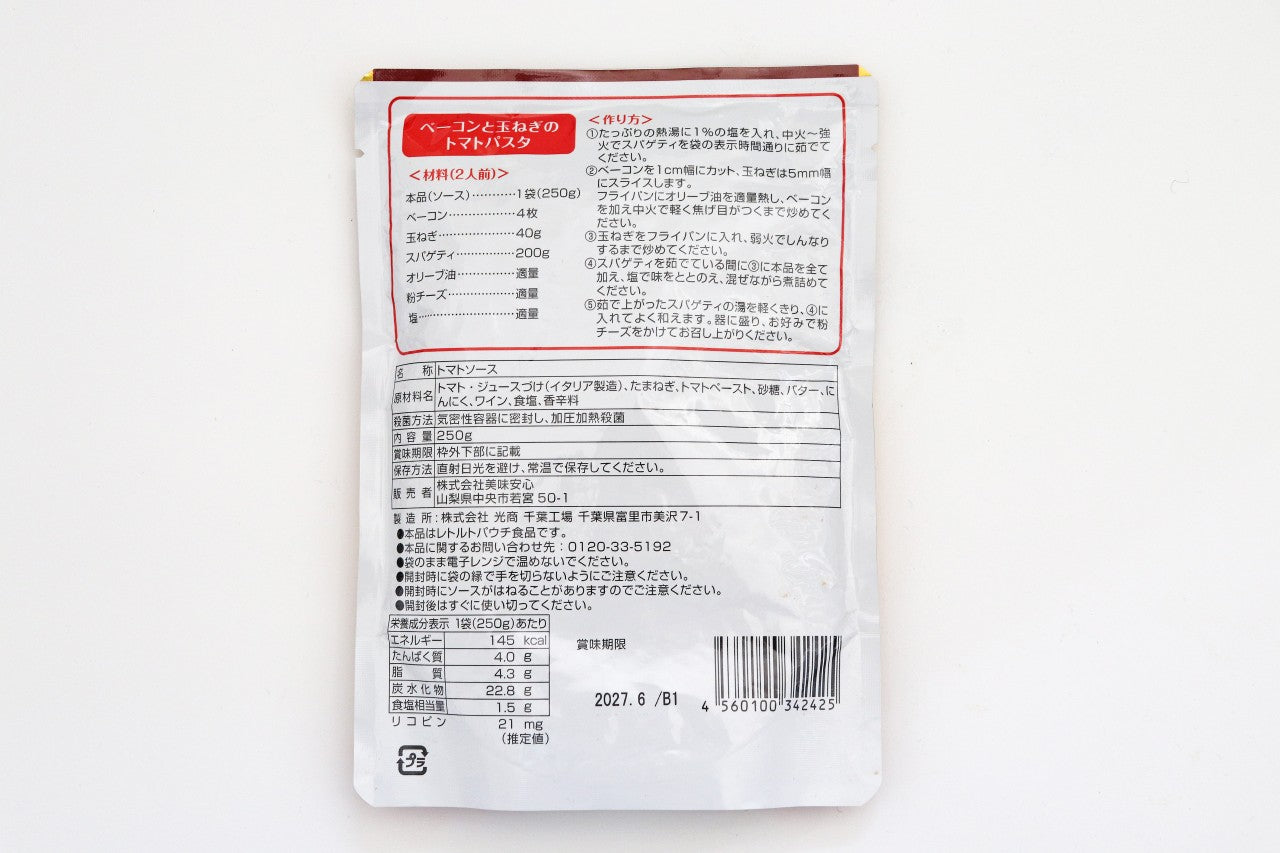 ベーコンと玉ねぎの
トマトパスタ
＜材料(2人前)＞
本品(ソース)…………1袋(250g)
ベーコン………………4枚
玉ねぎ…………………40g
スパゲティ……………200g
オリーブ油……………適量
粉チーズ………………適量
塩………………………適量
＜作り方＞
①たっぷりの熱湯に1%の塩を入れ、中火〜強
火でスパゲティを袋の表示時間通りに茹でて
ください。
②ベーコンを1cm幅にカット、玉ねぎは5mm幅
にスライスします。
フライパンにオリーブ油を適量熱し、ベーコン
を加え中火で軽く焦げ目がつくまで炒めてく
ださい。
③玉ねぎをフライパンに入れ、弱火でしんなり
するまで炒めてください。
④スパゲティを茹でている間に③に本品を全て
加え、塩で味をととのえ、混ぜながら煮詰めて
ください。
⑤茹で上がったスパゲティの湯を軽くきり、④に
入れてよく和えます。器に盛り、お好みで粉
チーズをかけてお召し上がりください。
名称 トマトソース
原材料名 トマト・ジュースづけ(イタリア製造)、たまねぎ、トマトペースト、砂糖、バター、に
んにく、ワイン、食塩、香辛料
殺菌方法 気密性容器に密封し、加圧加熱殺菌
内容量 250g
賞味期限 枠外下部に記載
保存方法 直射日光を避け、常温で保存してください。
販売者 株式会社美味安心
山梨県中央市若宮 50-1
製造所：株式会社 光商 千葉工場 千葉県富里市美沢7-1
●本品はレトルトパウチ食品です。
●本品に関するお問い合わせ先：0120-33-5192
●袋のまま電子レンジで温めないでください。
●開封時に袋の縁で手を切らないようにご注意ください。
●開封時にソースがはねることがありますのでご注意ください。
●開封後はすぐに使い切ってください。
栄養成分表示 1袋(250g)あたり
エネルギー 145 kcal
たんぱく質 4.0 g
脂質 4.3 g
炭水化物 22.8 g
食塩相当量 1.5 g
リコピン 21 mg
(推定値)
賞味期限
2027.6 /B1
4 560100 342425
プラ